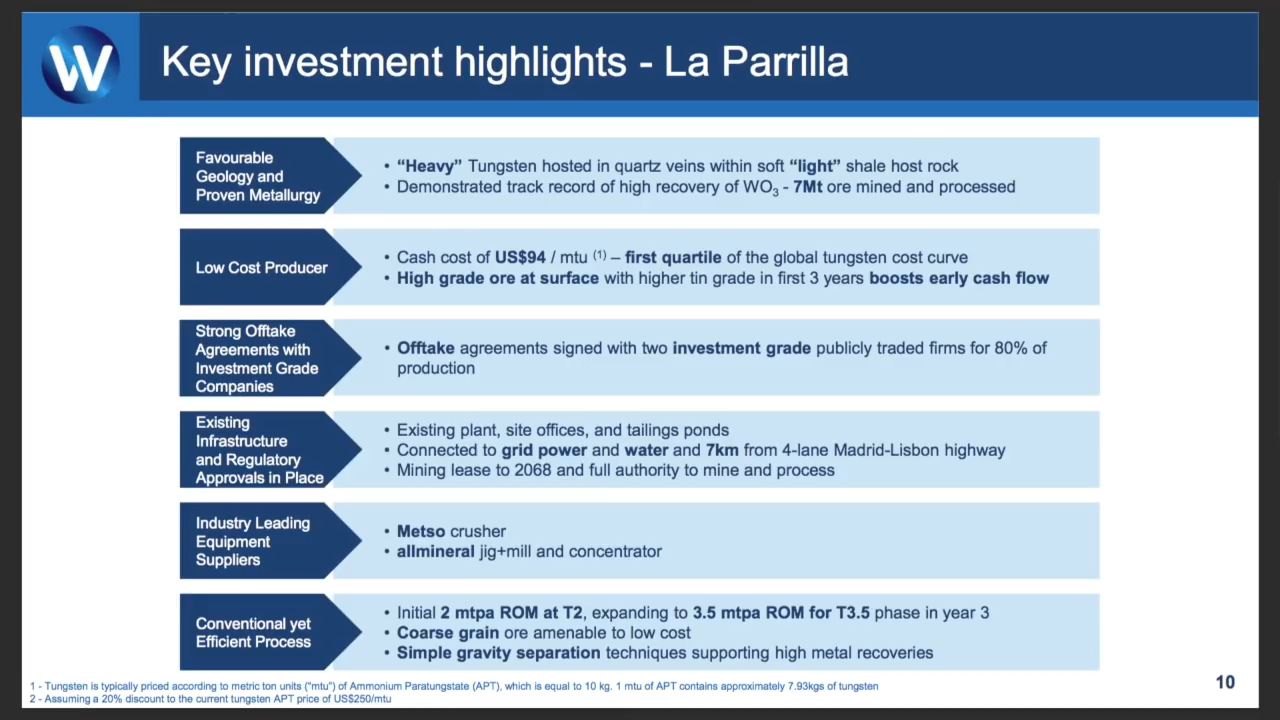 W
Key investment highlights - La Parrilla
Favourable
Geology and
Proven Metallurgy
• “Heavy” Tungsten hosted in quartz veins within soft “light” shale host rock
• Demonstrated track record of high recovery of WO3 - 7Mt ore mined and processed
Low Cost Producer
• Cash cost of US$94 / mtu (1) – first quartile of the global tungsten cost curve
• High grade ore at surface with higher tin grade in first 3 years boosts early cash flow
Strong Offtake
Agreements with
Investment Grade
Companies
• Offtake agreements signed with two investment grade publicly traded firms for 80% of
production
Existing
Infrastructure
and Regulatory
Approvals in Place
• Existing plant, site offices, and tailings ponds
• Connected to grid power and water and 7km from 4-lane Madrid-Lisbon highway
• Mining lease to 2068 and full authority to mine and process
Industry Leading
Equipment
Suppliers
• Metso crusher
• allmineral jig+mill and concentrator
Conventional yet
Efficient Process
• Initial 2 mtpa ROM at T2, expanding to 3.5 mtpa ROM for T3.5 phase in year 3
• Coarse grain ore amenable to low cost
• Simple gravity separation techniques supporting high metal recoveries
1 - Tungsten is typically priced according to metric ton units ("mtu") of Ammonium Paratungstate (APT), which is equal to 10 kg. 1 mtu of APT contains approximately 7.93kgs of tungsten
2 - Assuming a 20% discount to the current tungsten APT price of US$250/mtu
10